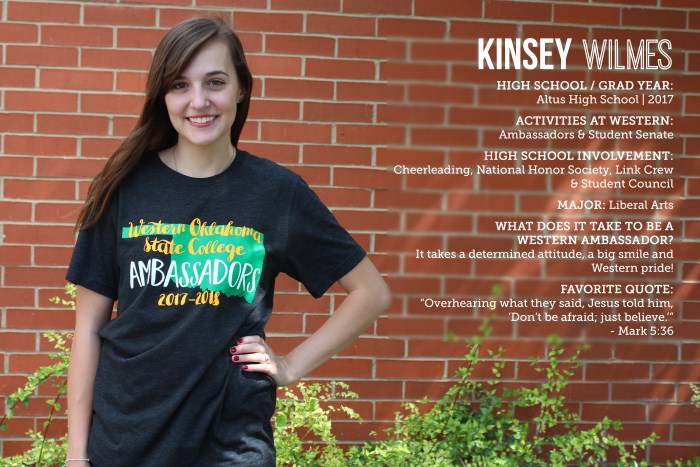 KINSEY WILMES
HIGH SCHOOL / GRAD YEAR:
Altus High School | 2017
ACTIVITIES AT WESTERN:
Ambassadors & Student Senate
HIGH SCHOOL INVOLVEMENT:
Cheerleading, National Honor Society, Link Crew
& Student Council
MAJOR: Liberal Arts
WHAT DOES IT TAKE TO BE A
WESTERN AMBASSADOR?
It takes a determined attitude, a big smile and
Western pride!
FAVORITE QUOTE:
"Overhearing what they said, Jesus told him,
'Don't be afraid; just believe.'"
- Mark 5:36
Western Oklahoma
State College
AMBASSADORS
2017-2018